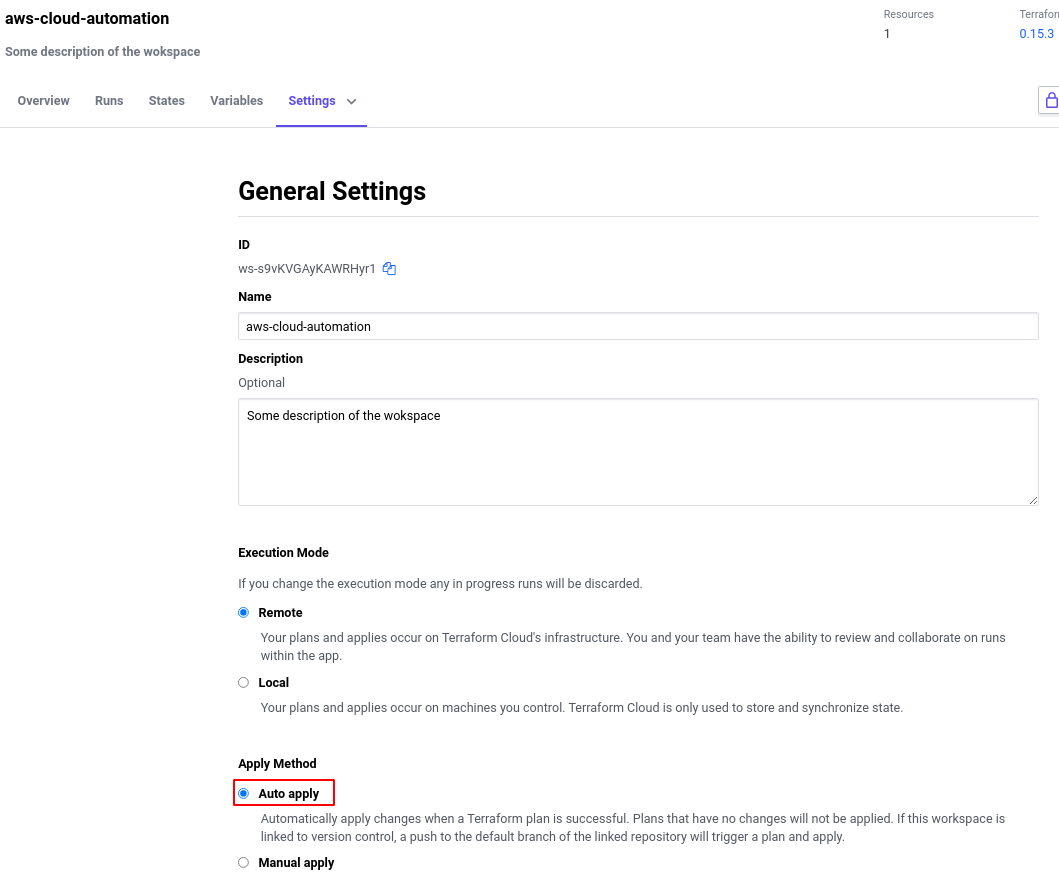 aws-cloud-automation
Resources
Terraform
1
0.15.3
Some description of the wokspace
Overview
Runs
States
Variables
Settings
General Settings
ID
ws-s9vKVGAyKAWRHyr1
Name
aws-cloud-automation
Description
Optional
Some description of the wokspace
Execution Mode
If you change the execution mode any in progress runs will be discarded.
Remote
Your plans and applies occur on Terraform Cloud's infrastructure. You and your team have the ability to review and collaborate on runs
within the app.
Local
Your plans and applies occur on machines you control. Terraform Cloud is only used to store and synchronize state.
Apply Method
Auto apply
Automatically apply changes when a Terraform plan is successful. Plans that have no changes will not be applied. If this workspace is
linked to version control, a push to the default branch of the linked repository will trigger a plan and apply.
Manual apply